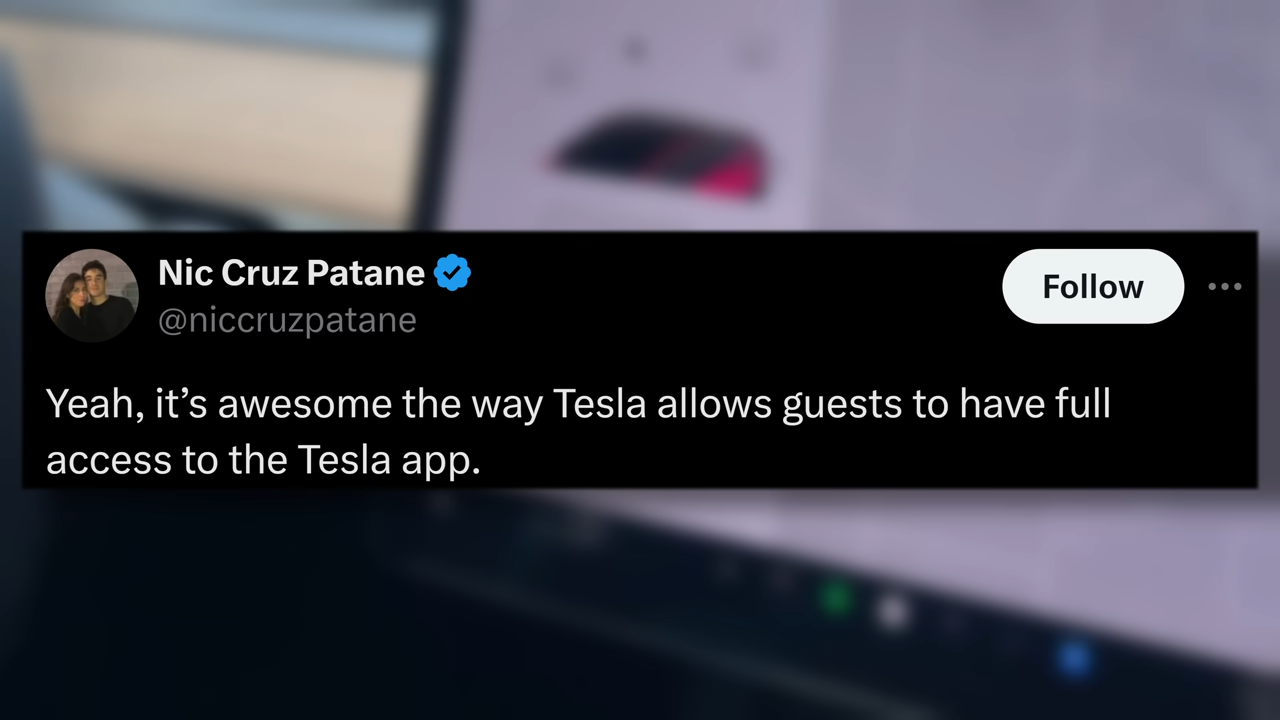 Nic Cruz Patane
@niccruzpatane
Follow
Yeah, it’s awesome the way Tesla allows guests to have full
access to the Tesla app.